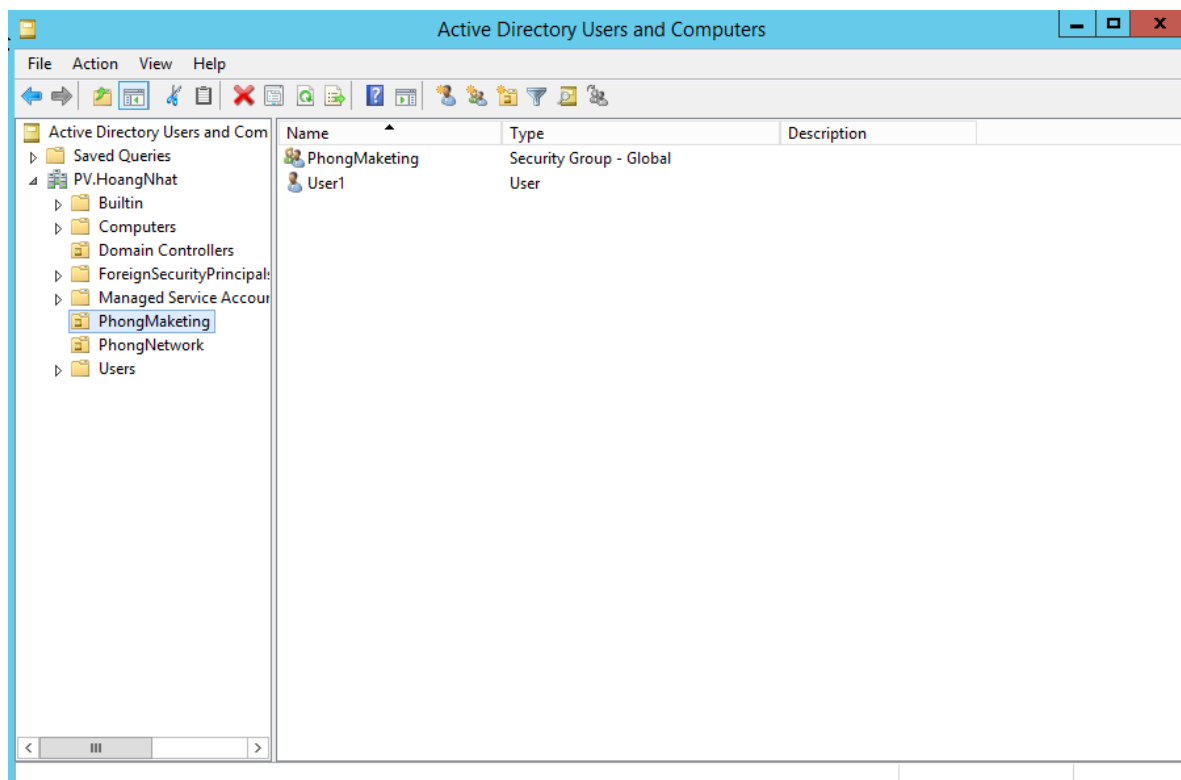 Active Directory Users and Computers
File Action View Help
Active Directory Users and Com
Saved Queries
PV.HoangNhat
Builtin
Computers
Domain Controllers
ForeignSecurityPrincipals
Managed Service Accour
PhongMaketing
PhongNetwork
Users
Name Type Description
PhongMaketing Security Group - Global
User1 User